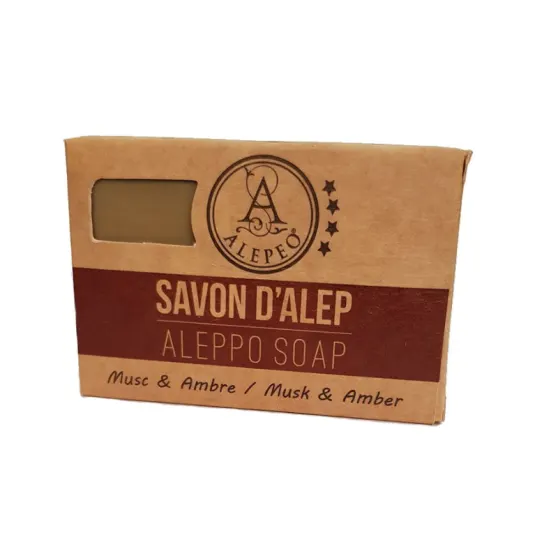 A
ALEPEO®
SAVON D'ALEP
ALEPPO SOAP
Musc & Ambre / Musk & Amber